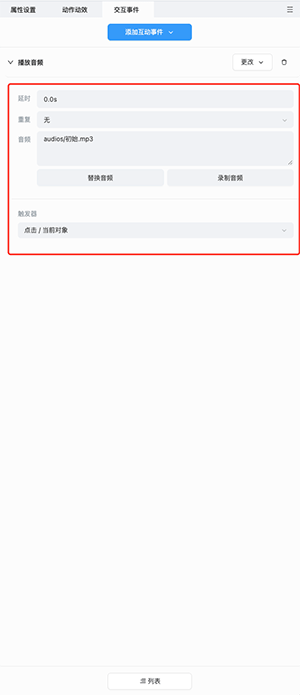 属性设置 动作动效 交互事件
添加互动事件
播放音频 更改
延时 0.0s
重复 无
音频 audios/初始.mp3
替换音频 录制音频
触发器
点击 / 当前对象
列表